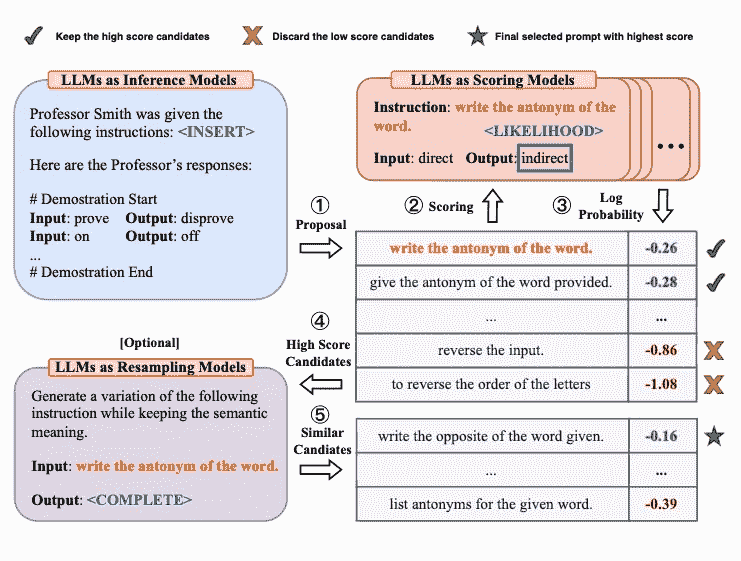 Keep the high score candidates
Discard the low score candidates
Final selected prompt with highest score
LLMs as Inference Models
Professor Smith was given the
following instructions: <INSERT>
Here are the Professor's responses:
# Demostration Start
Input: prove Output: disprove
Input: on Output: off
...
# Demostration End
LLMs as Scoring Models
Instruction: write the antonym of the
word. <LIKELIHOOD>
Input: direct Output: indirect
...
① Proposal
② Scoring
③ Log
Probability
write the antonym of the word. -0.26
give the antonym of the word provided. -0.28
... ...
reverse the input. -0.86
to reverse the order of the letters -1.08
④
High Score
Candidates
[Optional]
LLMs as Resampling Models
Generate a variation of the following
instruction while keeping the semantic
meaning.
Input: write the antonym of the word.
Output: <COMPLETE>
⑤
Similar
Candiates
write the opposite of the word given. -0.16
... ...
list antonyms for the given word. -0.39